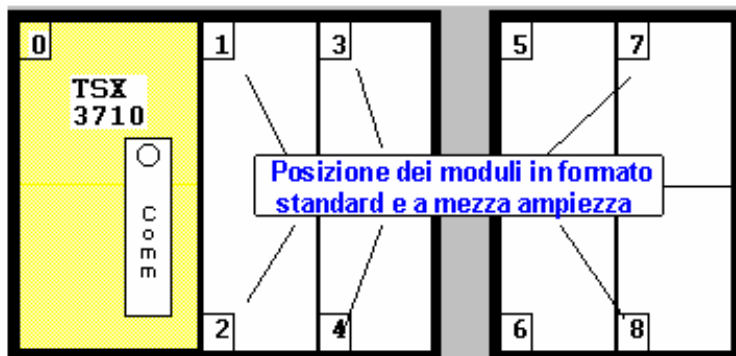 0
1
3
5
7
TSX
3710
Comm
Posizione dei moduli in formato
standard e a mezza ampiezza
2
4
6
8